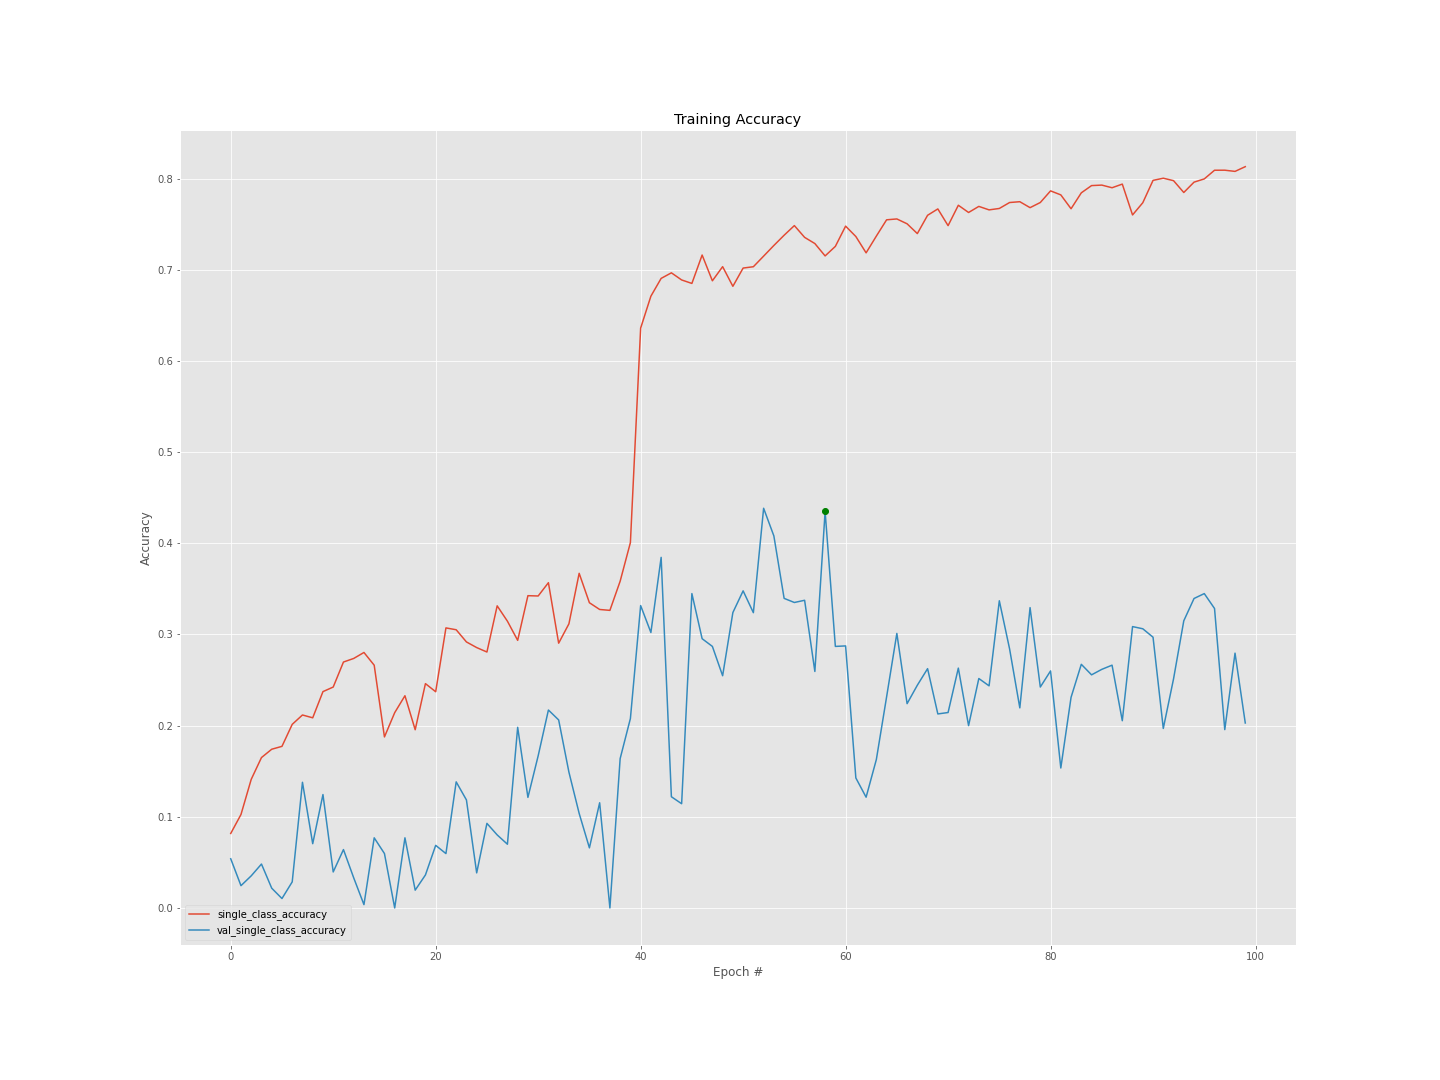 Training Accuracy
0.8
0.7
0.6
0.5
0.4
0.3
0.2
0.1
0.0
Accuracy
single_class_accuracy
val_single_class_accuracy
0 20 40 60 80 100
Epoch #